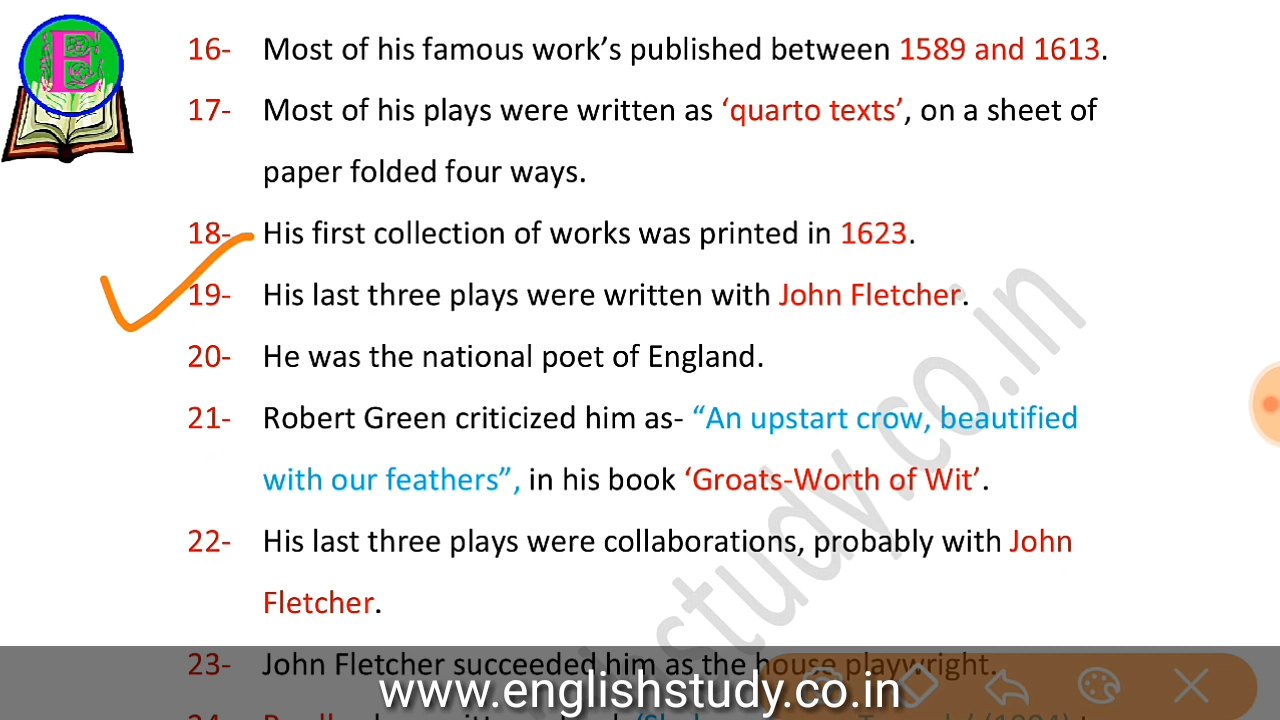 16- Most of his famous work’s published between 1589 and 1613.
17- Most of his plays were written as ‘quarto texts’, on a sheet of
paper folded four ways.
18- His first collection of works was printed in 1623.
19- His last three plays were written with John Fletcher.
20- He was the national poet of England.
21- Robert Green criticized him as- “An upstart crow, beautified
with our feathers”, in his book ‘Groats-Worth of Wit’.
22- His last three plays were collaborations, probably with John
Fletcher.
23- John Fletcher succeeded him as the house playwright.
www.englishstudy.co.in
E
study.co.in